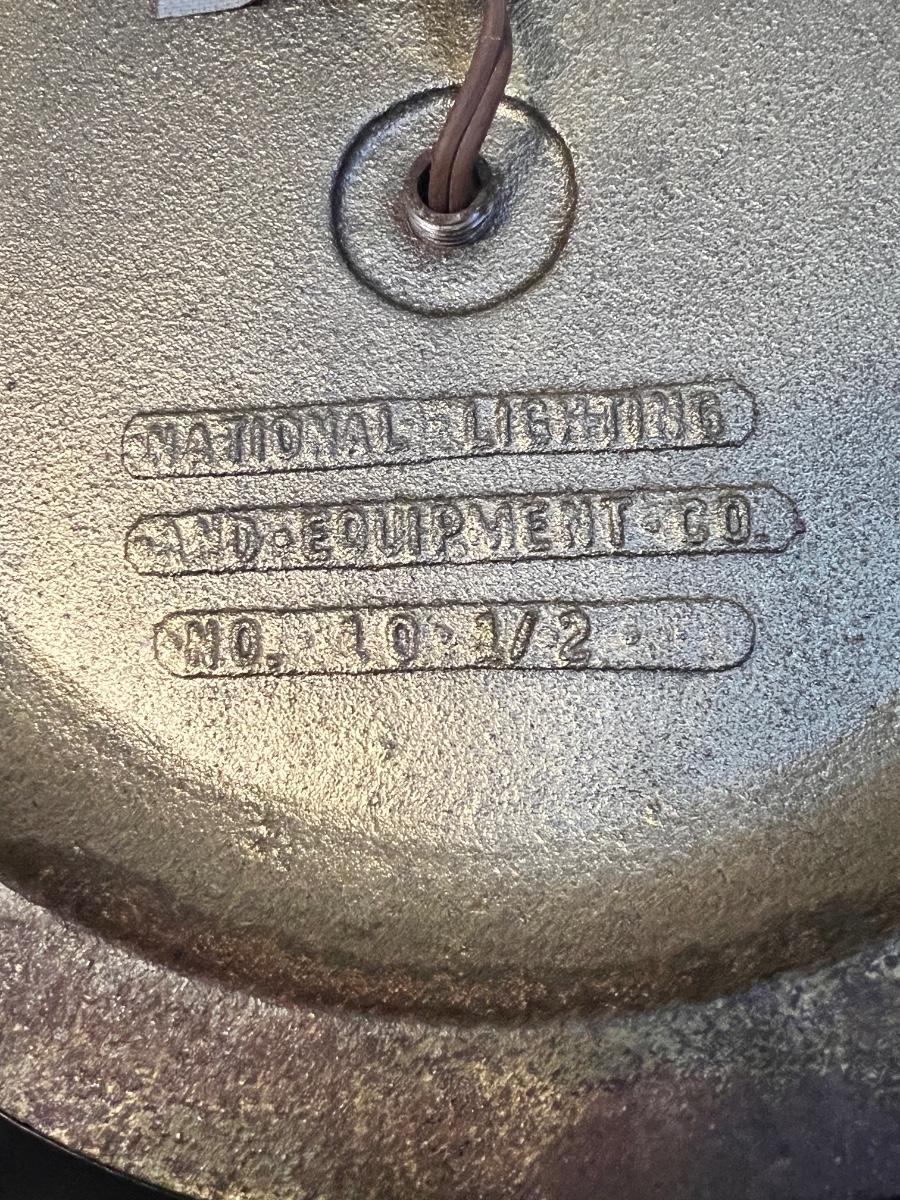 NATIONAL LIGHTING
AND·EQUIPMENT·CO.
NO. 10 1/2